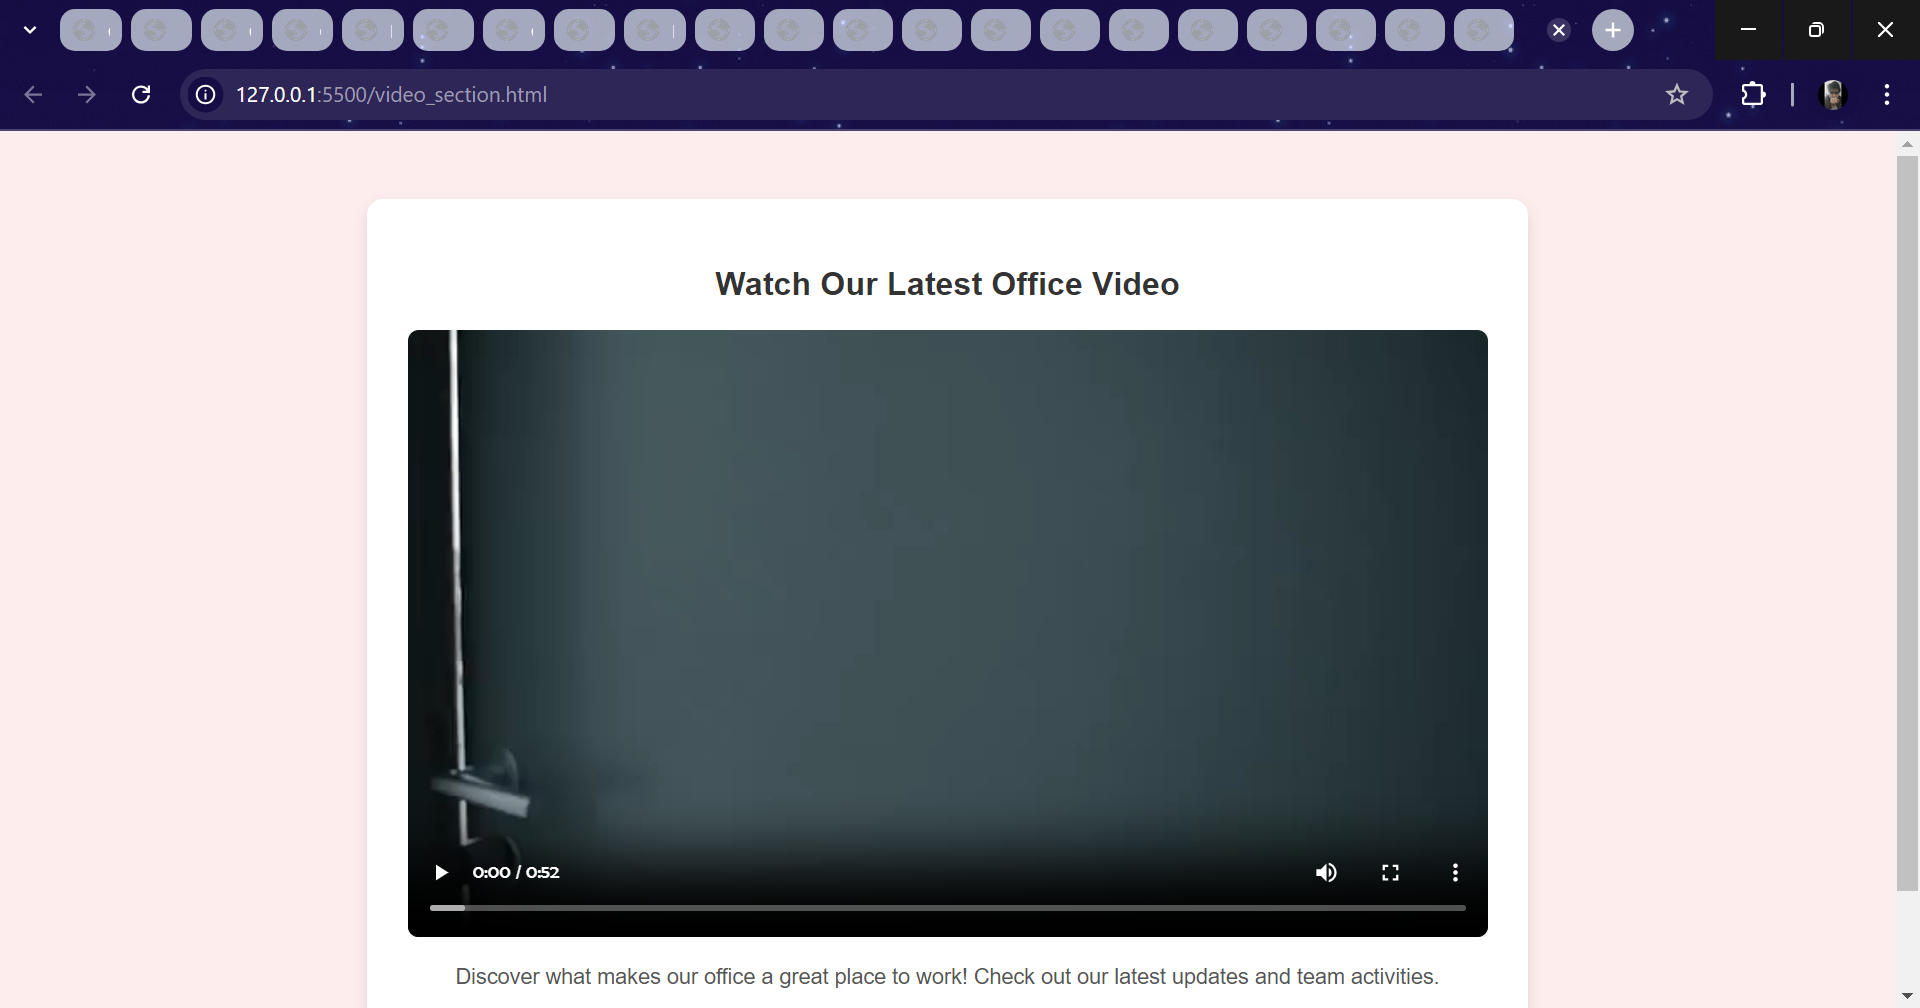 127.0.0.1:5500/video_section.html
Watch Our Latest Office Video
0:00 / 0:52
Discover what makes our office a great place to work! Check out our latest updates and team activities.